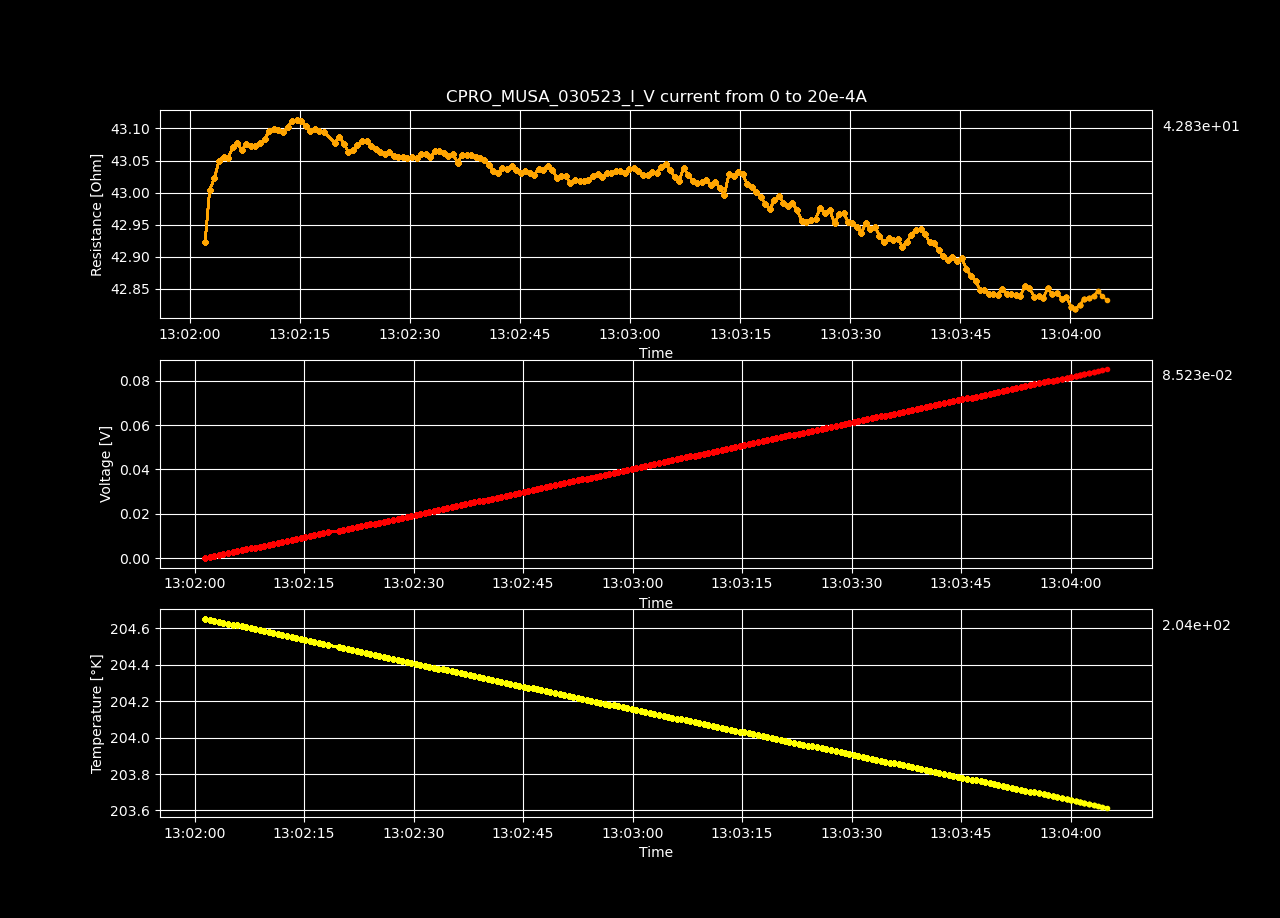 CPRO_MUSA_030523_I_V current from 0 to 20e-4A
4.283e+01
Resistance [Ohm]
43.10
43.05
43.00
42.95
42.90
42.85
13:02:00 13:02:15 13:02:30 13:02:45 13:03:00 13:03:15 13:03:30 13:03:45 13:04:00
Time
8.523e-02
Voltage [V]
0.08
0.06
0.04
0.02
0.00
13:02:00 13:02:15 13:02:30 13:02:45 13:03:00 13:03:15 13:03:30 13:03:45 13:04:00
Time
2.04e+02
Temperature [°K]
204.6
204.4
204.2
204.0
203.8
203.6
13:02:00 13:02:15 13:02:30 13:02:45 13:03:00 13:03:15 13:03:30 13:03:45 13:04:00
Time